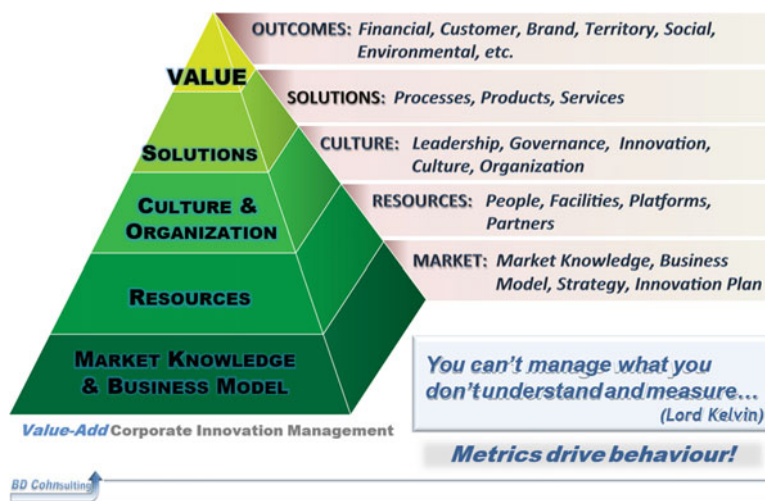 OUTCOMES: Financial, Customer, Brand, Territory, Social,
Environmental, etc.
VALUE
SOLUTIONS: Processes, Products, Services
SOLUTIONS
CULTURE: Leadership, Governance, Innovation,
Culture, Organization
CULTURE &
ORGANIZATION
RESOURCES: People, Facilities, Platforms,
Partners
RESOURCES
MARKET: Market Knowledge, Business
Model, Strategy, Innovation Plan
MARKET KNOWLEDGE
& BUSINESS MODEL
You can't manage what you
don't understand and measure...
(Lord Kelvin)
Value-Add Corporate Innovation Management
Metrics drive behaviour!
BD Cohnsulting